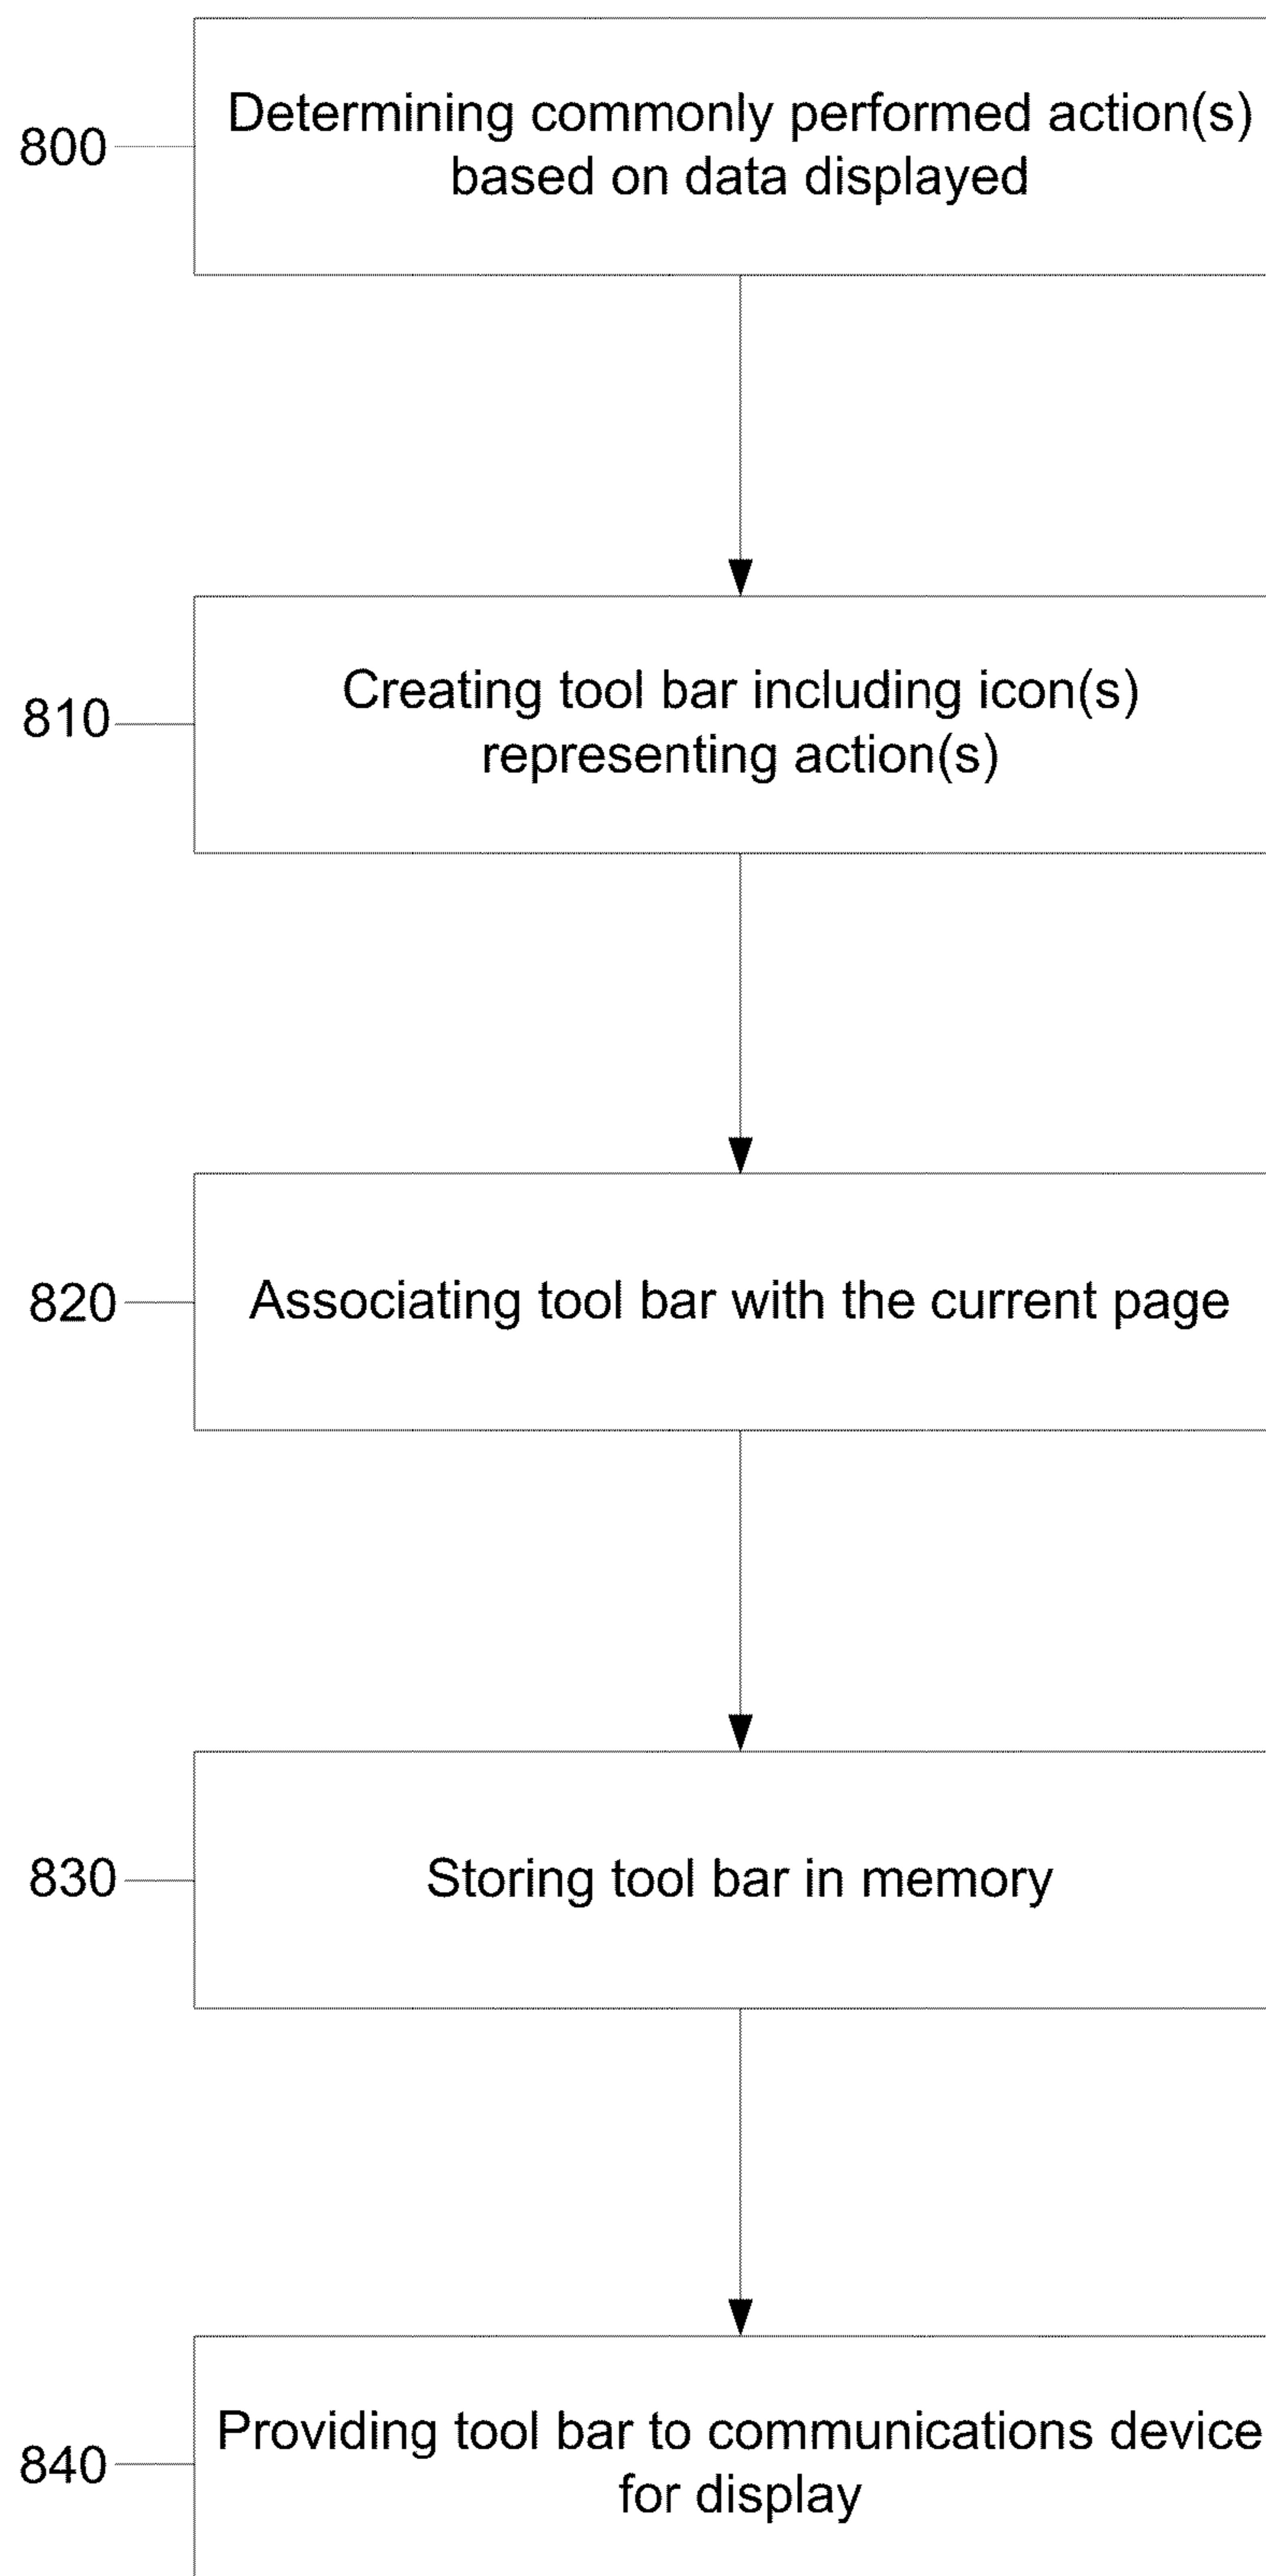 800
Determining commonly performed action(s)
based on data displayed
810
Creating tool bar including icon(s)
representing action(s)
820
Associating tool bar with the current page
830
Storing tool bar in memory
840
Providing tool bar to communications device
for display